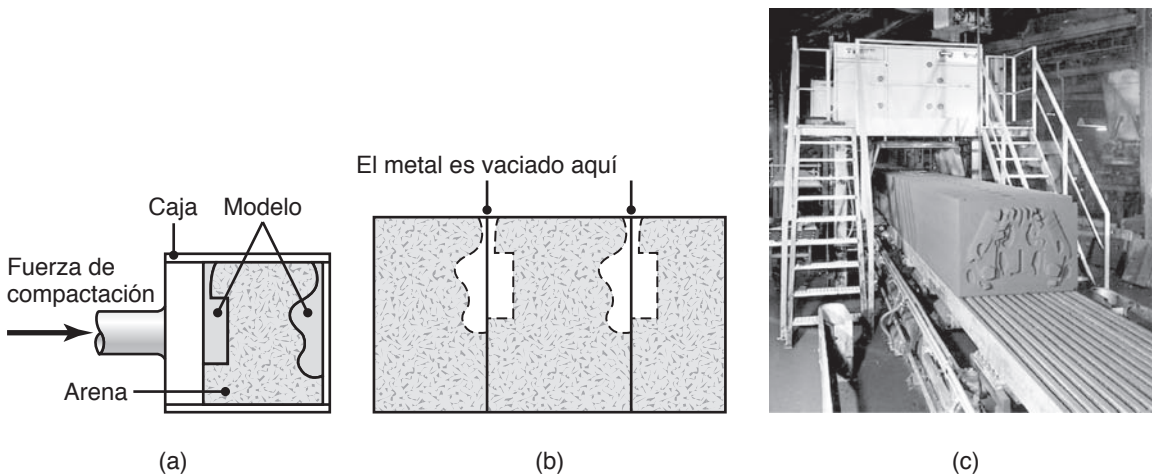 El metal es vaciado aquí
Caja
Modelo
Fuerza de
compactación
Arena
(a)
(b)
(c)